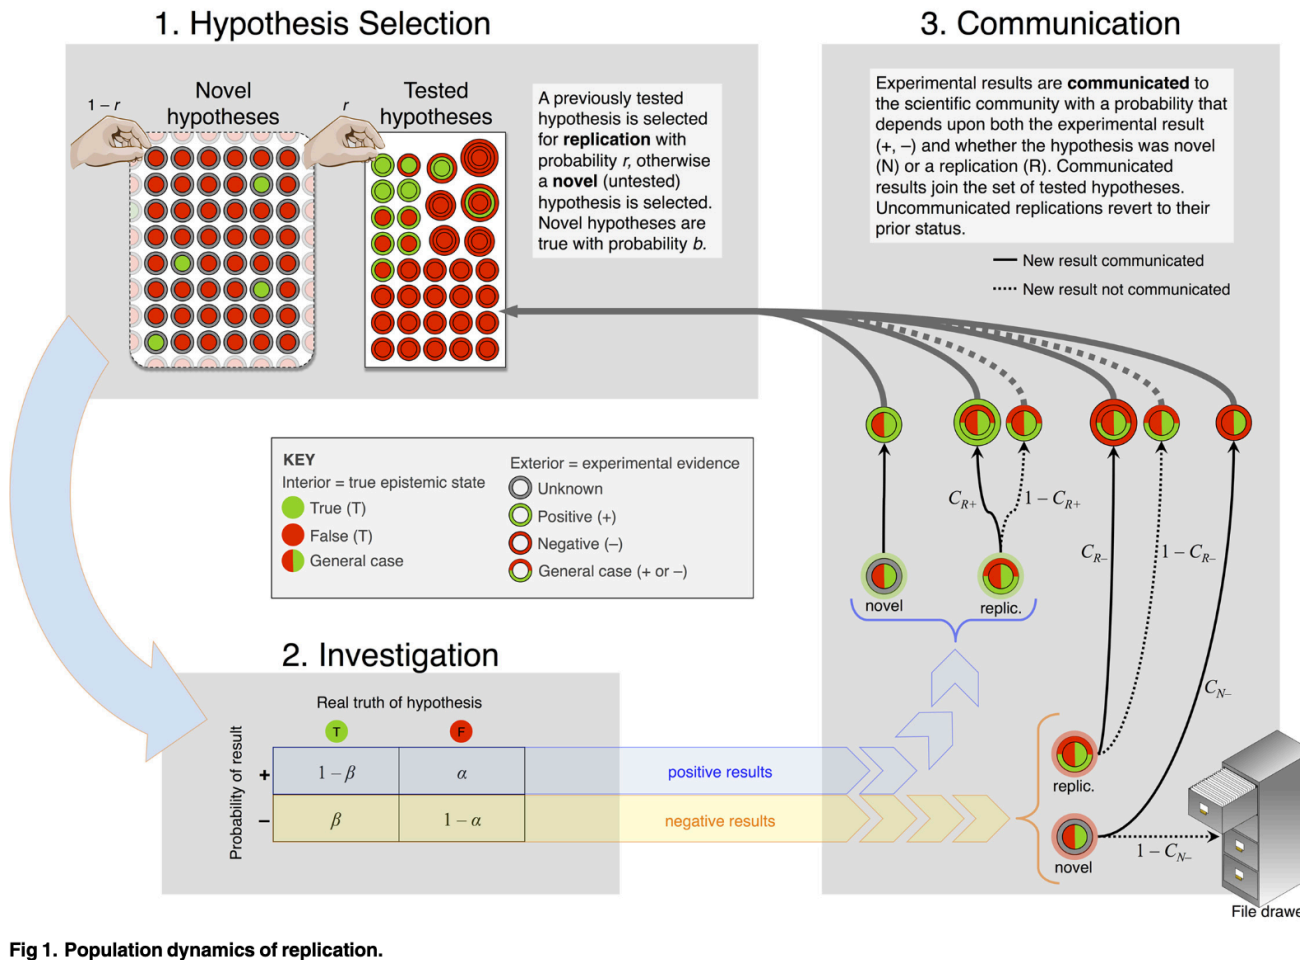 1. Hypothesis Selection
1 – r
Novel
hypotheses
r
Tested
hypotheses
A previously tested
hypothesis is selected
for replication with
probability r, otherwise
a novel (untested)
hypothesis is selected.
Novel hypotheses are
true with probability b.
3. Communication
Experimental results are communicated to
the scientific community with a probability that
depends upon both the experimental result
(+, –) and whether the hypothesis was novel
(N) or a replication (R). Communicated
results join the set of tested hypotheses.
Uncommunicated replications revert to their
prior status.
New result communicated
New result not communicated
KEY
Interior = true epistemic state
True (T)
False (T)
General case
Exterior = experimental evidence
Unknown
Positive (+)
Negative (–)
General case (+ or –)
C_R+
1 – C_R+
C_R–
1 – C_R–
C_N–
novel
replic.
2. Investigation
Real truth of hypothesis
T
F
Probability of result
+
1 – β
α
positive results
–
β
1 – α
negative results
replic.
novel
1 – C_N–
File drawe
Fig 1. Population dynamics of replication.